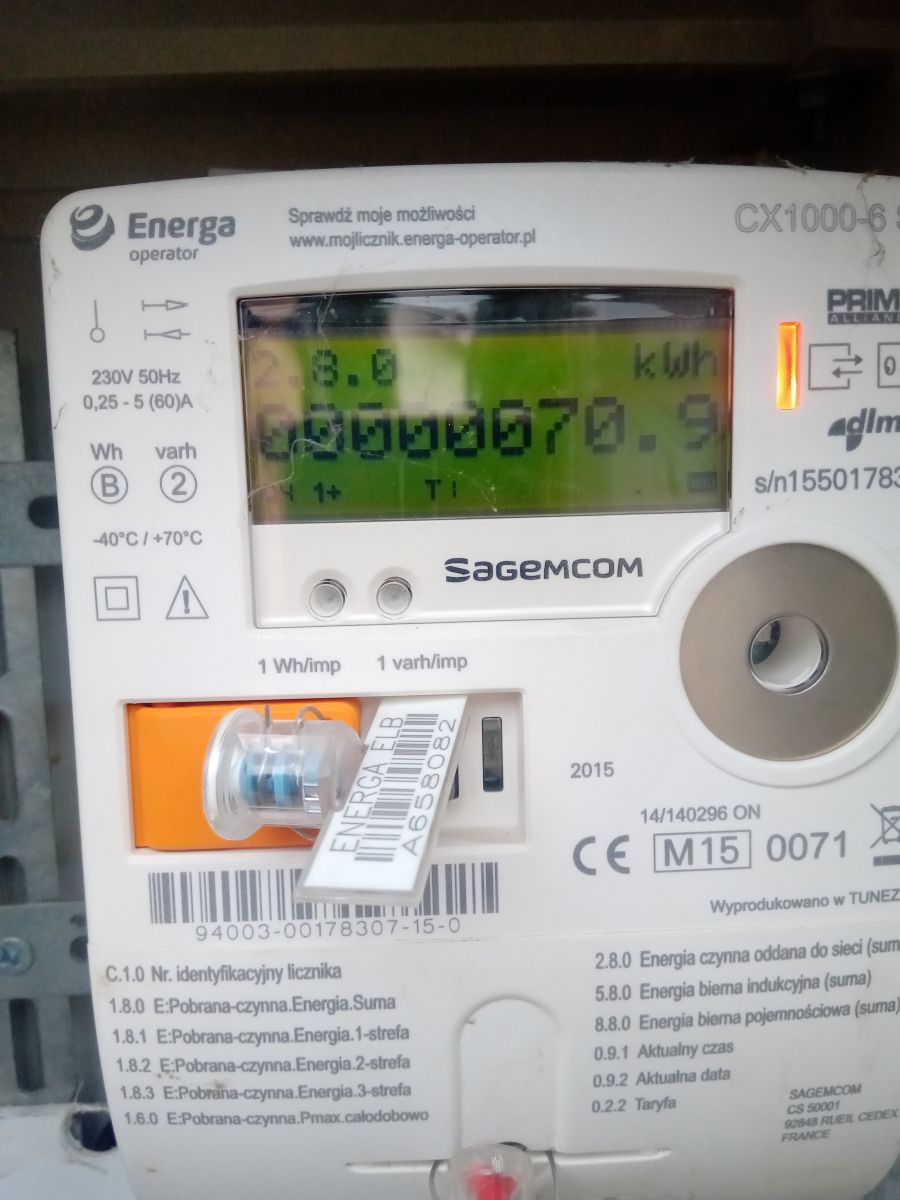 Energa
operator
Sprawdź moje możliwości
www.mojlicznik.energa-operator.pl
CX1000-6
PRIM
ALLIAN
230V 50Hz
0,25 - 5 (60)A
Wh varh
B 2
-40°C / +70°C
2.8.0 kWh
00000070.9
1+ T
0
dlm
s/n15501783
SAGEMCOM
1 Wh/imp 1 varh/imp
ENERGA ELB
A658082
2015
14/140296 ON
CE M15 0071
Wyprodukowano w TUNEZ
94003-00178307-15-0
C.1.0 Nr. identyfikacyjny licznika
1.8.0 E:Pobrana-czynna.Energia.Suma
1.8.1 E:Pobrana-czynna.Energia.1-strefa
1.8.2 E:Pobrana-czynna.Energia.2-strefa
1.8.3 E:Pobrana-czynna.Energia.3-strefa
1.6.0 E:Pobrana-czynna.Pmax.całodobowo
2.8.0 Energia czynna oddana do sieci (sum
5.8.0 Energia bierna indukcyjna (suma)
8.8.0 Energia bierna pojemnościowa (suma)
0.9.1 Aktualny czas
0.9.2 Aktualna data
0.2.2 Taryfa
SAGEMCOM
CS 50001
92848 RUEIL CEDEX
FRANCE